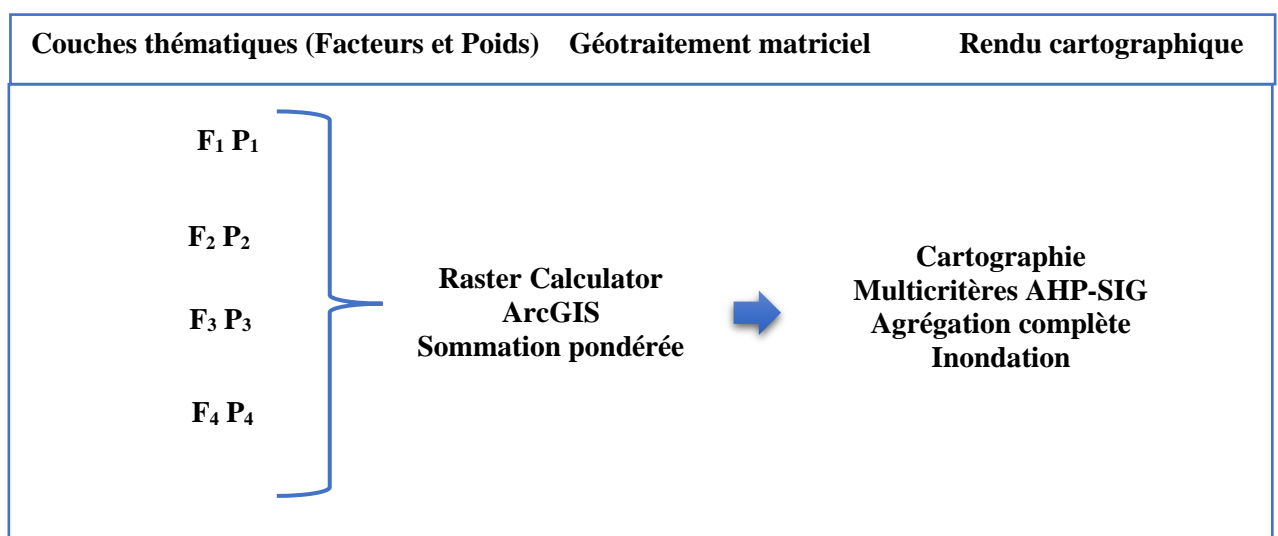 Couches thématiques (Facteurs et Poids) Géotraitement matriciel Rendu cartographique
F₁ P₁
F₂ P₂
F₃ P₃
F₄ P₄
Raster Calculator
ArcGIS
Sommation pondérée
Cartographie
Multicritères AHP-SIG
Agrégation complète
Inondation